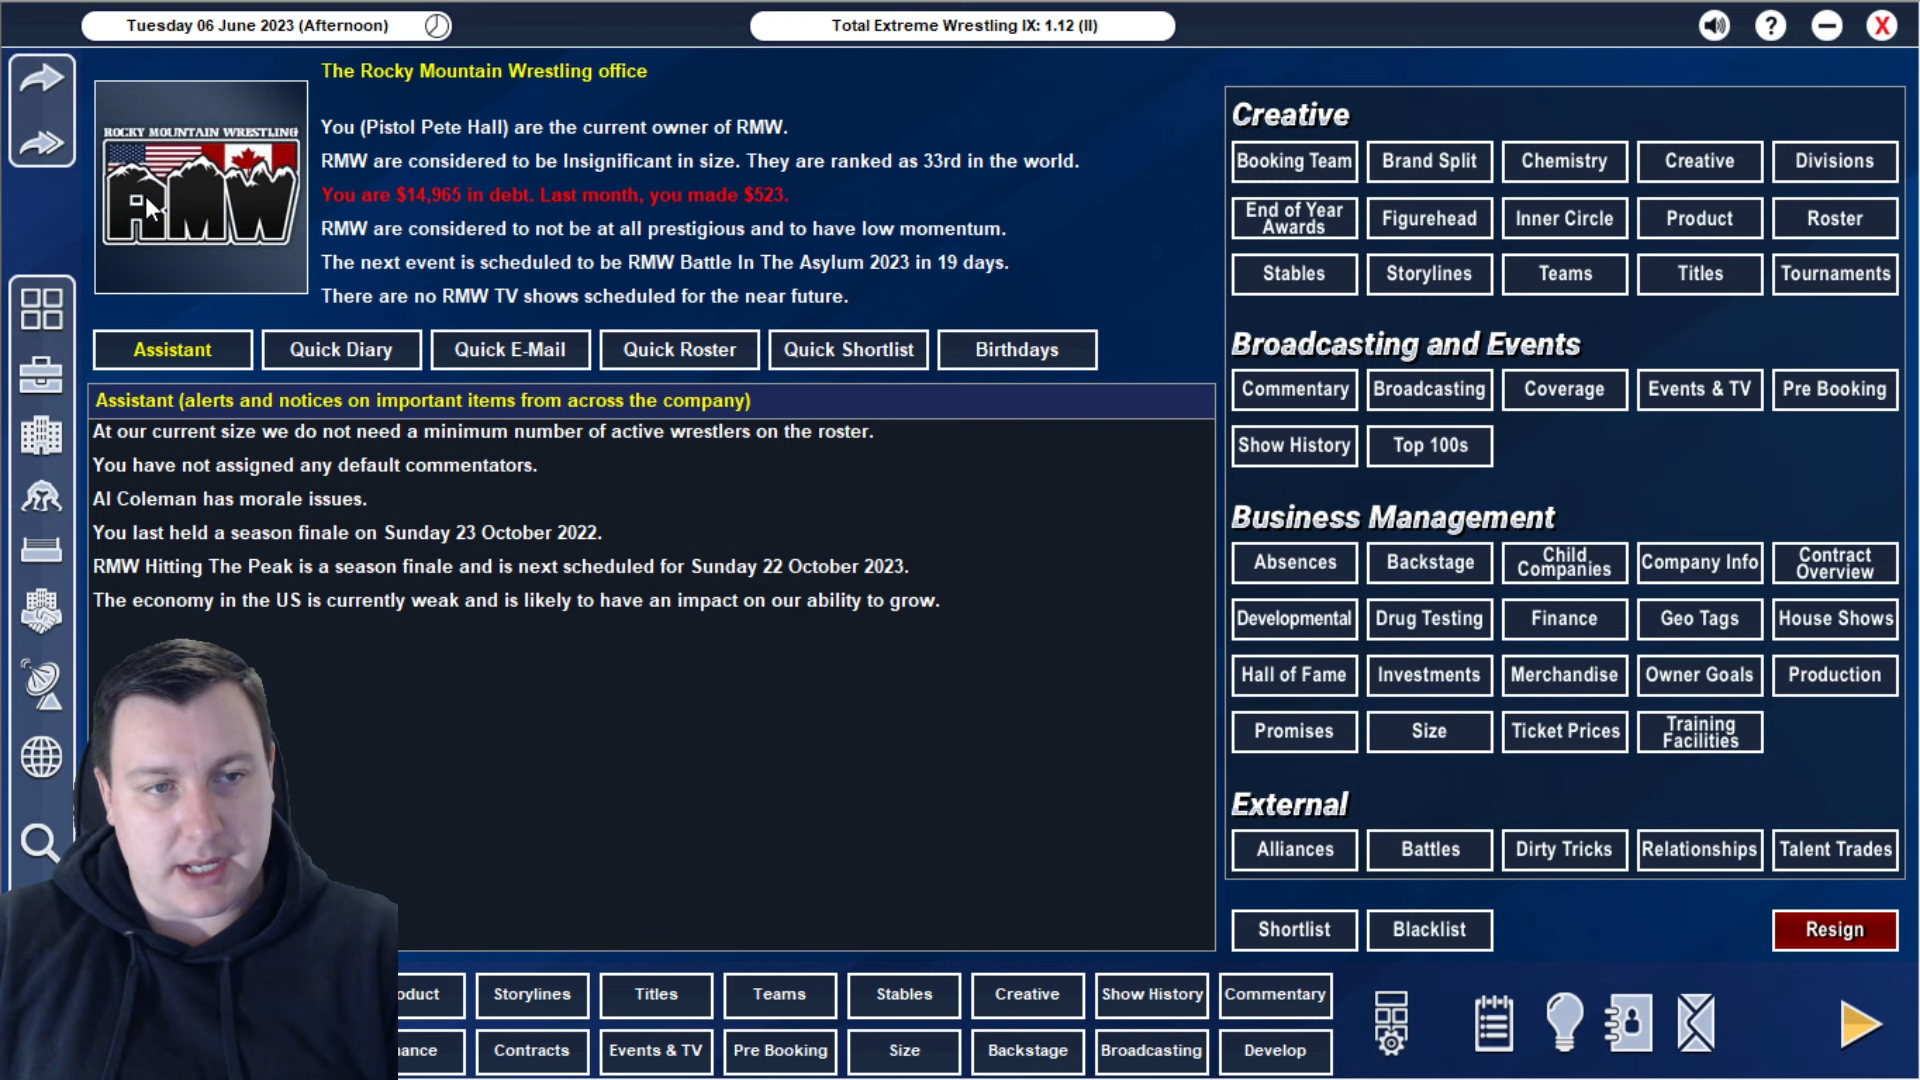 Tuesday 06 June 2023 (Afternoon)
Total Extreme Wrestling IX: 1.12 (II)
?
X
ROCKY MOUNTAIN WRESTLING
RMW
The Rocky Mountain Wrestling office
You (Pistol Pete Hall) are the current owner of RMW.
RMW are considered to be Insignificant in size. They are ranked as 33rd in the world.
You are $14,965 in debt. Last month, you made $523.
RMW are considered to not be at all prestigious and to have low momentum.
The next event is scheduled to be RMW Battle In The Asylum 2023 in 19 days.
There are no RMW TV shows scheduled for the near future.
Assistant
Quick Diary
Quick E-Mail
Quick Roster
Quick Shortlist
Birthdays
Assistant (alerts and notices on important items from across the company)
At our current size we do not need a minimum number of active wrestlers on the roster.
You have not assigned any default commentators.
Al Coleman has morale issues.
You last held a season finale on Sunday 23 October 2022.
RMW Hitting The Peak is a season finale and is next scheduled for Sunday 22 October 2023.
The economy in the US is currently weak and is likely to have an impact on our ability to grow.
Creative
Booking Team
Brand Split
Chemistry
Creative
Divisions
End of Year
Awards
Figurehead
Inner Circle
Product
Roster
Stables
Storylines
Teams
Titles
Tournaments
Broadcasting and Events
Commentary
Broadcasting
Coverage
Events & TV
Pre Booking
Show History
Top 100s
Business Management
Absences
Backstage
Child
Companies
Company Info
Contract
Overview
Developmental
Drug Testing
Finance
Geo Tags
House Shows
Hall of Fame
Investments
Merchandise
Owner Goals
Production
Promises
Size
Ticket Prices
Training
Facilities
External
Alliances
Battles
Dirty Tricks
Relationships
Talent Trades
Shortlist
Blacklist
Resign
oduct
Storylines
Titles
Teams
Stables
Creative
Show History
Commentary
ance
Contracts
Events & TV
Pre Booking
Size
Backstage
Broadcasting
Develop